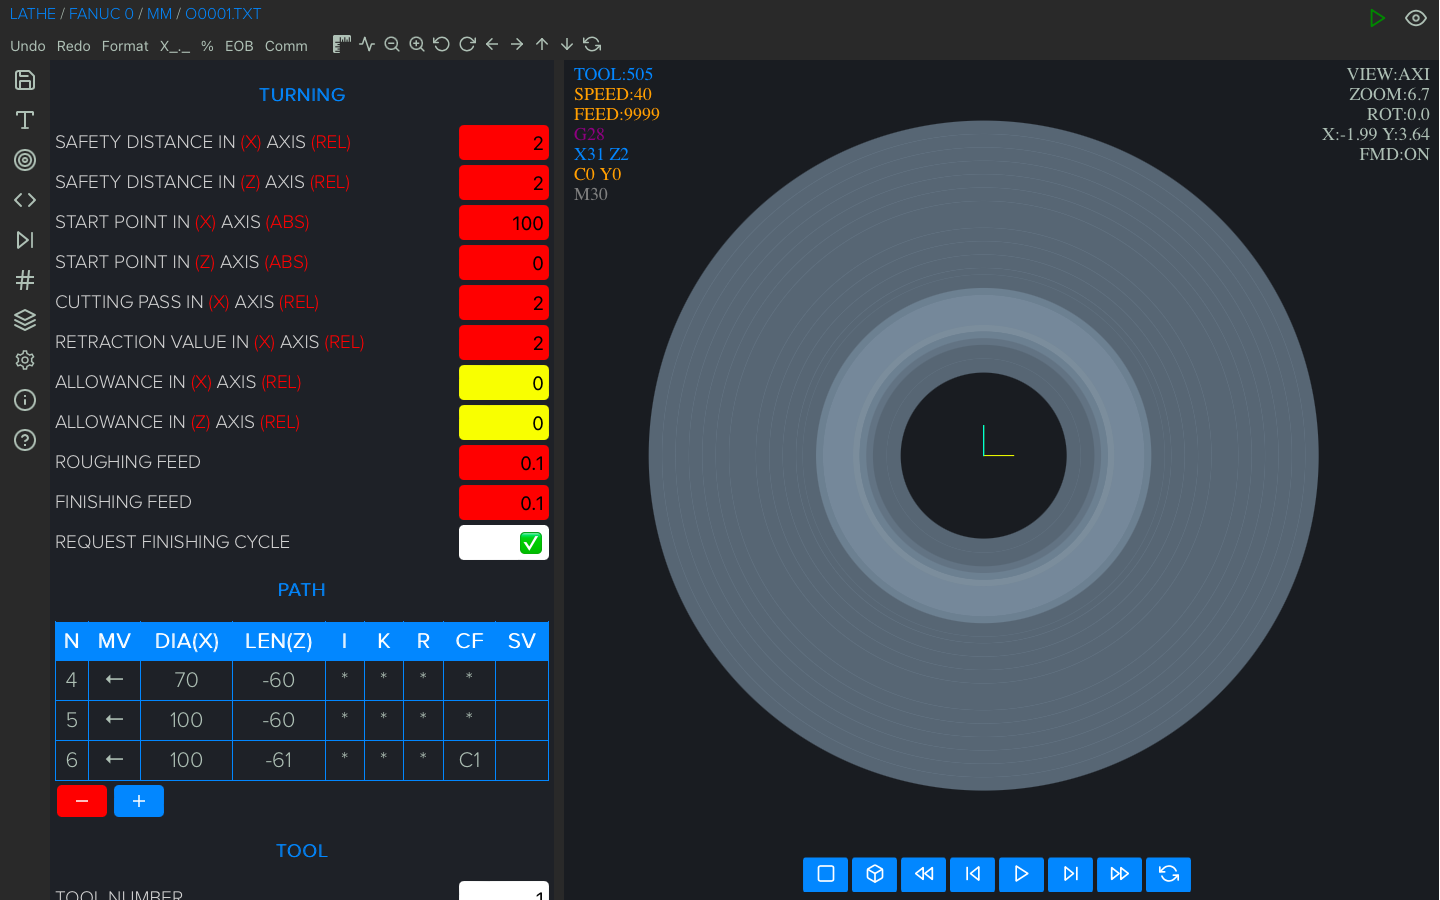 LATHE / FANUC 0 / MM / O0001.TXT
Undo Redo Format X_._ % EOB Comm
TURNING
SAFETY DISTANCE IN (X) AXIS (REL) 2
SAFETY DISTANCE IN (Z) AXIS (REL) 2
START POINT IN (X) AXIS (ABS) 100
START POINT IN (Z) AXIS (ABS) 0
CUTTING PASS IN (X) AXIS (REL) 2
RETRACTION VALUE IN (X) AXIS (REL) 2
ALLOWANCE IN (X) AXIS (REL) 0
ALLOWANCE IN (Z) AXIS (REL) 0
ROUGHING FEED 0.1
FINISHING FEED 0.1
REQUEST FINISHING CYCLE
PATH
N MV DIA(X) LEN(Z) I K R CF SV
4 ← 70 -60 * * * *
5 ← 100 -60 * * * *
6 ← 100 -61 * * * C1
− +
TOOL
TOOL NUMBER 1
TOOL:505
SPEED:40
FEED:9999
G28
X31 Z2
C0 Y0
M30
VIEW:AXI
ZOOM:6.7
ROT:0.0
X:-1.99 Y:3.64
FMD:ON